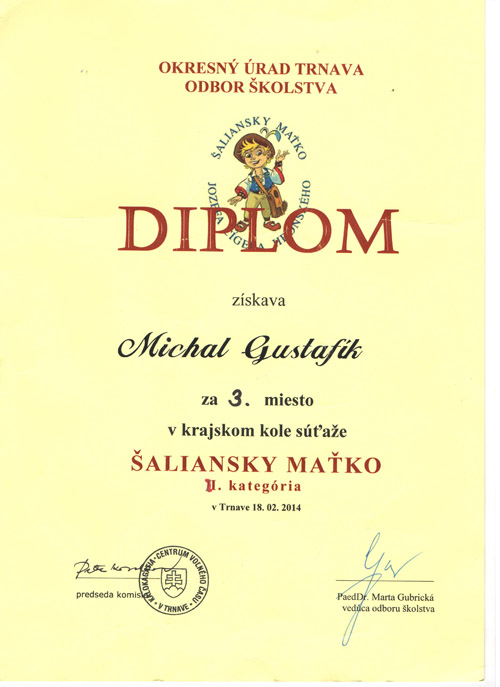 OKRESNÝ ÚRAD TRNAVA
ODBOR ŠKOLSTVA
ŠALIANSKY MAŤKO
JOZEFA CÍGERA HRONSKÉHO
DIPLOM
získava
Michal Gustafík
za 3. miesto
v krajskom kole súťaže
ŠALIANSKY MAŤKO
II. kategória
v Trnave 18. 02. 2014
KALOKAGATIA - CENTRUM VOĽNÉHO ČASU
V TRNAVE
predseda komisie
PaedDr. Marta Gubrická
vedúca odboru školstva